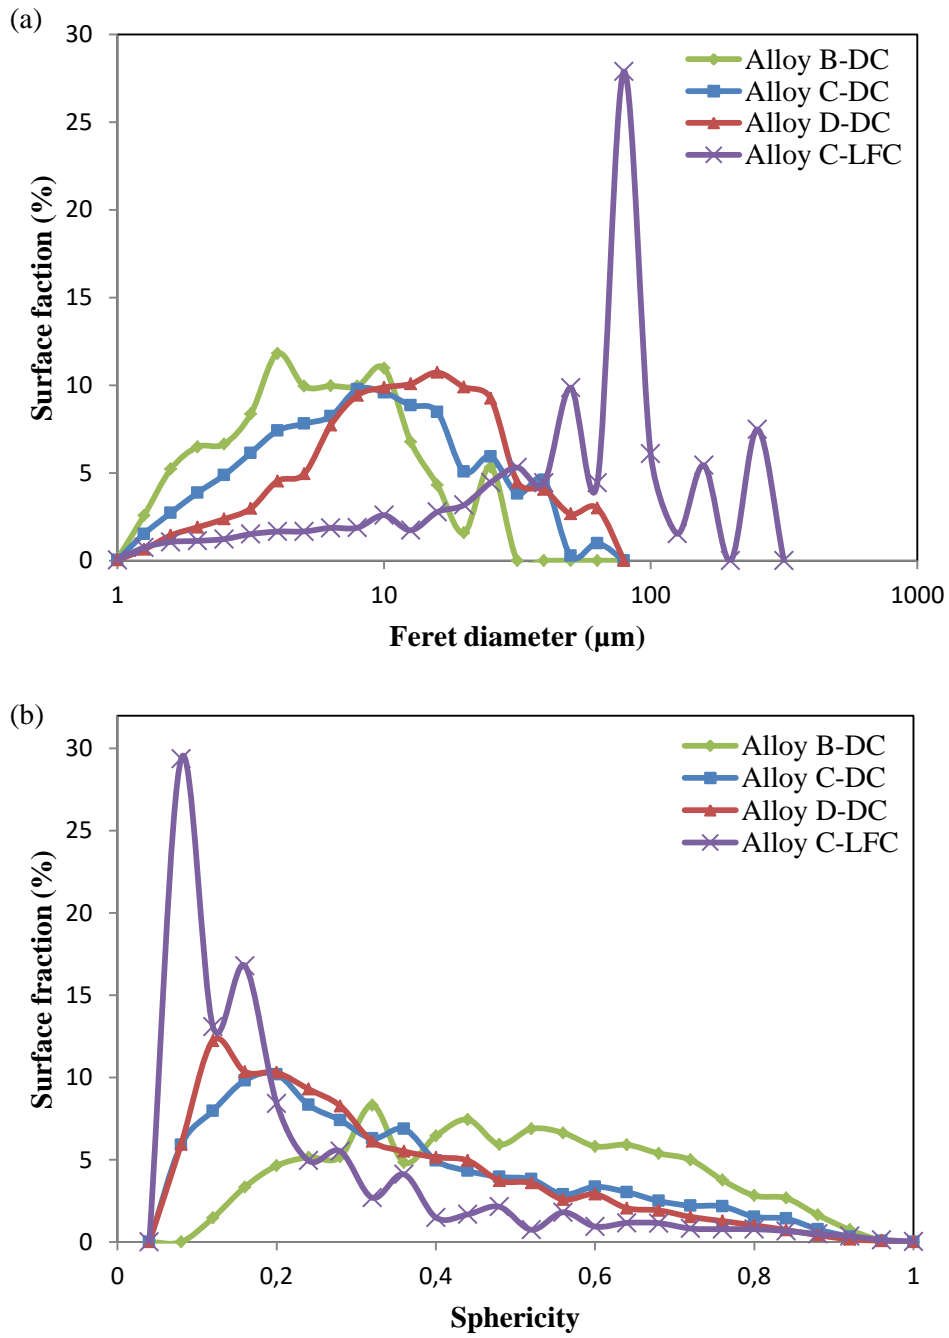 (a)
30
25
20
15
10
5
0
Surface faction (%)
Alloy B-DC
Alloy C-DC
Alloy D-DC
Alloy C-LFC
1 10 100 1000
Feret diameter (µm)
(b)
30
25
20
15
10
5
0
Surface fraction (%)
Alloy B-DC
Alloy C-DC
Alloy D-DC
Alloy C-LFC
0 0,2 0,4 0,6 0,8 1
Sphericity